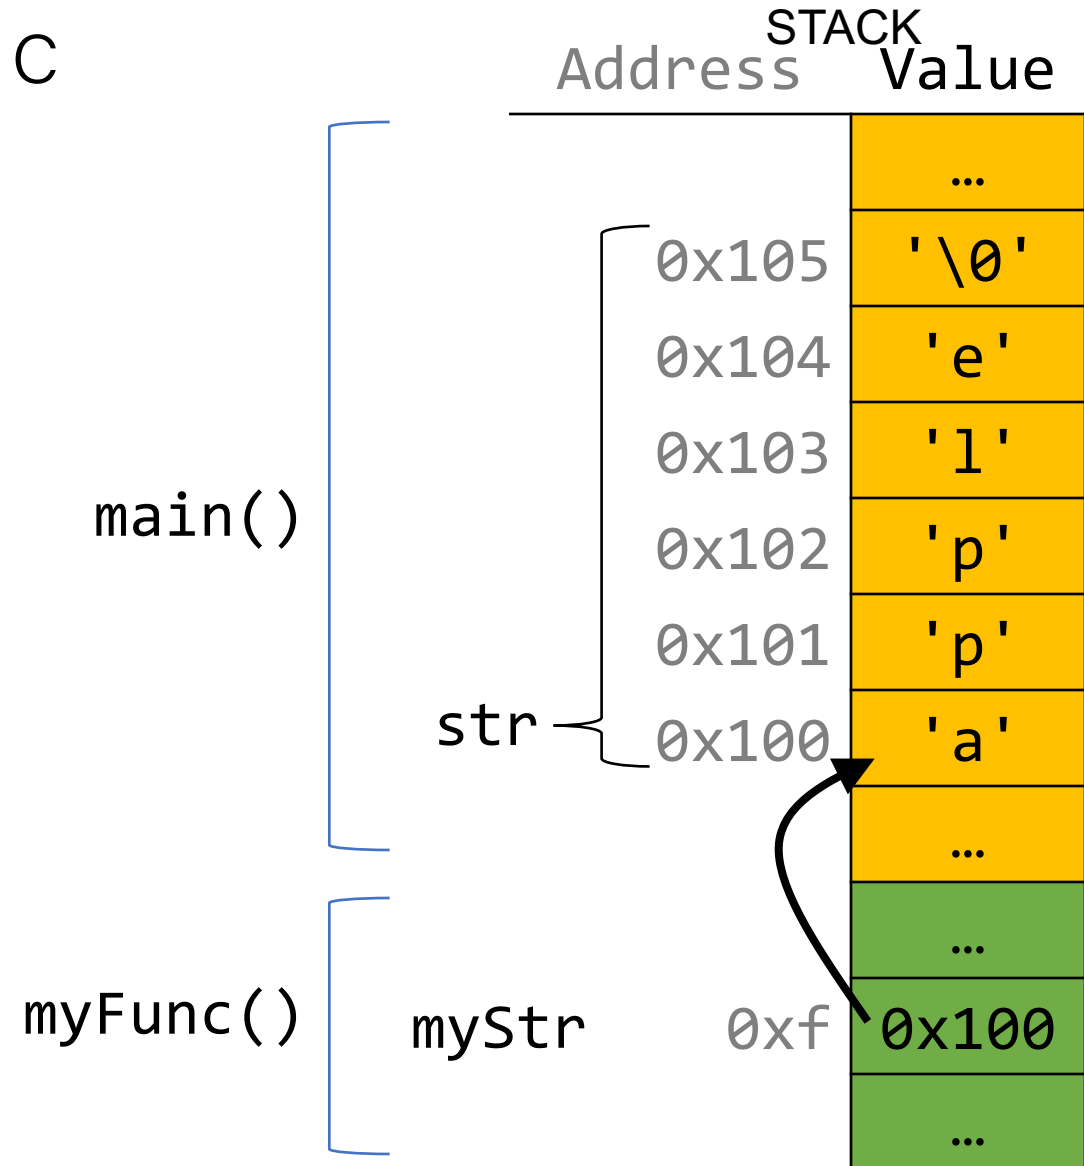 C
STACK
Address Value
…
0x105 '\0'
0x104 'e'
0x103 'l'
main() 0x102 'p'
0x101 'p'
str 0x100 'a'
…
…
myFunc() myStr 0xf 0x100
…